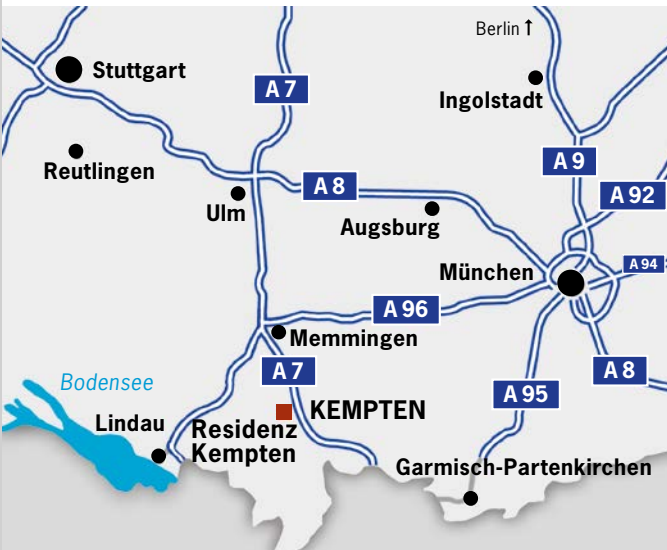 Berlin ↑
Stuttgart
A 7
Ingolstadt
Reutlingen
A 9
A 8
A 92
Ulm
Augsburg
München
A 94
A 96
Memmingen
A 7
A 8
Bodensee
A 95
KEMPTEN
Lindau
Residenz
Kempten
Garmisch-Partenkirchen